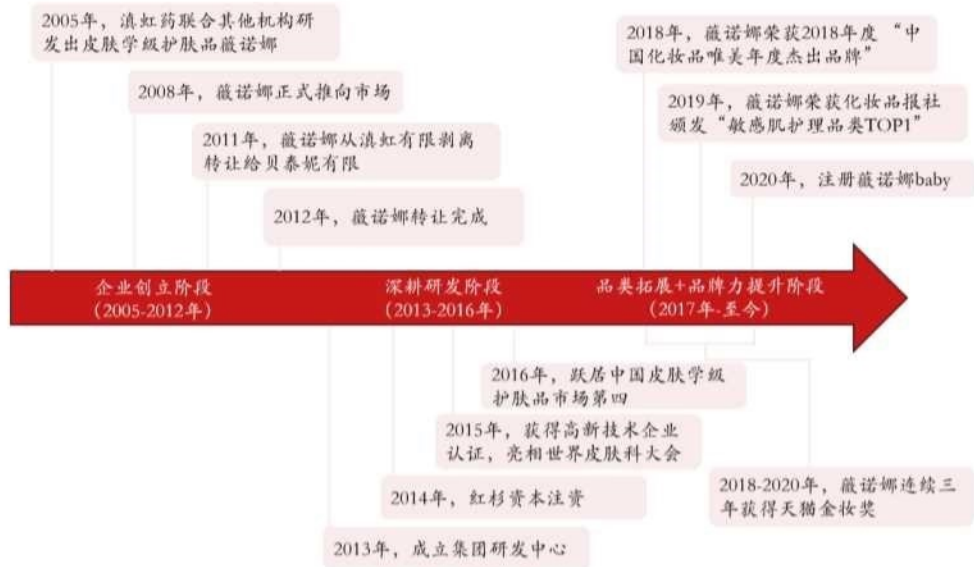 2005年，滇虹药联合其他机构研
发出皮肤学级护肤品薇诺娜
2008年，薇诺娜正式推向市场
2011年，薇诺娜从滇虹有限剥离
转让给贝泰妮有限
2012年，薇诺娜转让完成
2018年，薇诺娜荣获2018年度“中
国化妆品唯美年度杰出品牌”
2019年，薇诺娜荣获化妆品报社
颁发“敏感肌护理品类TOP1”
2020年，注册薇诺娜baby
企业创立阶段
(2005-2012年)
深耕研发阶段
(2013-2016年)
品类拓展+品牌力提升阶段
(2017年-至今)
2016年，跃居中国皮肤学级
护肤品市场第四
2015年，获得高新技术企业
认证，亮相世界皮肤科大会
2014年，红杉资本注资
2013年，成立集团研发中心
2018-2020年，薇诺娜连续三
年获得天猫金妆奖